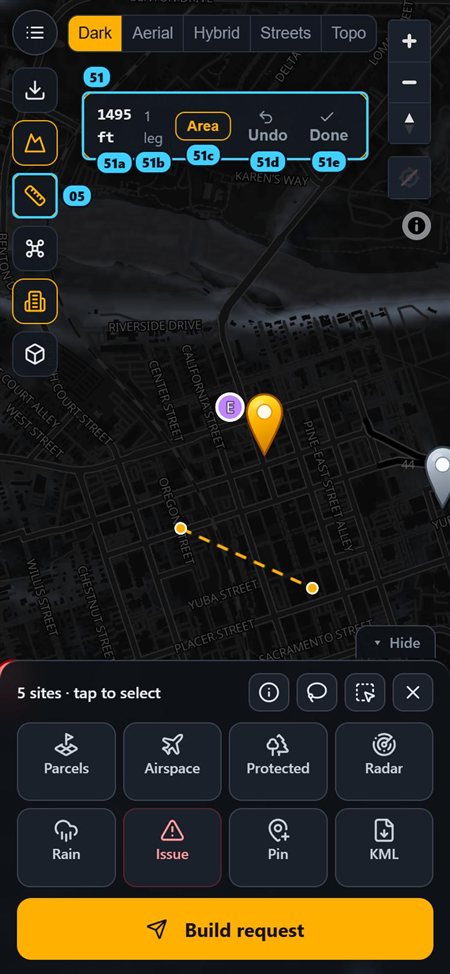 Dark Aerial Hybrid Streets Topo
DELTA
51
1495 ft
1 leg
Area
Undo
Done
51a 51b 51c 51d 51e
KAREN'S WAY
05
RIVERSIDE DRIVE
CENTER STREET
CALIFORNIA STREET
COURT STREET
WEST STREET
E
PINE-EAST STREET ALLEY
44
OREGON STREET
WILLIS STREET
CHESTNUT STREET
YUBA STREET
PLACER STREET
SACRAMENTO STREET
Hide
5 sites · tap to select
Parcels Airspace Protected Radar
Rain Issue Pin KML
Build request